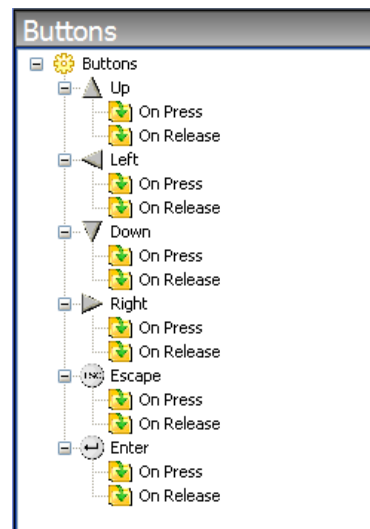 Buttons
Buttons
Up
On Press
On Release
Left
On Press
On Release
Down
On Press
On Release
Right
On Press
On Release
Escape
On Press
On Release
Enter
On Press
On Release